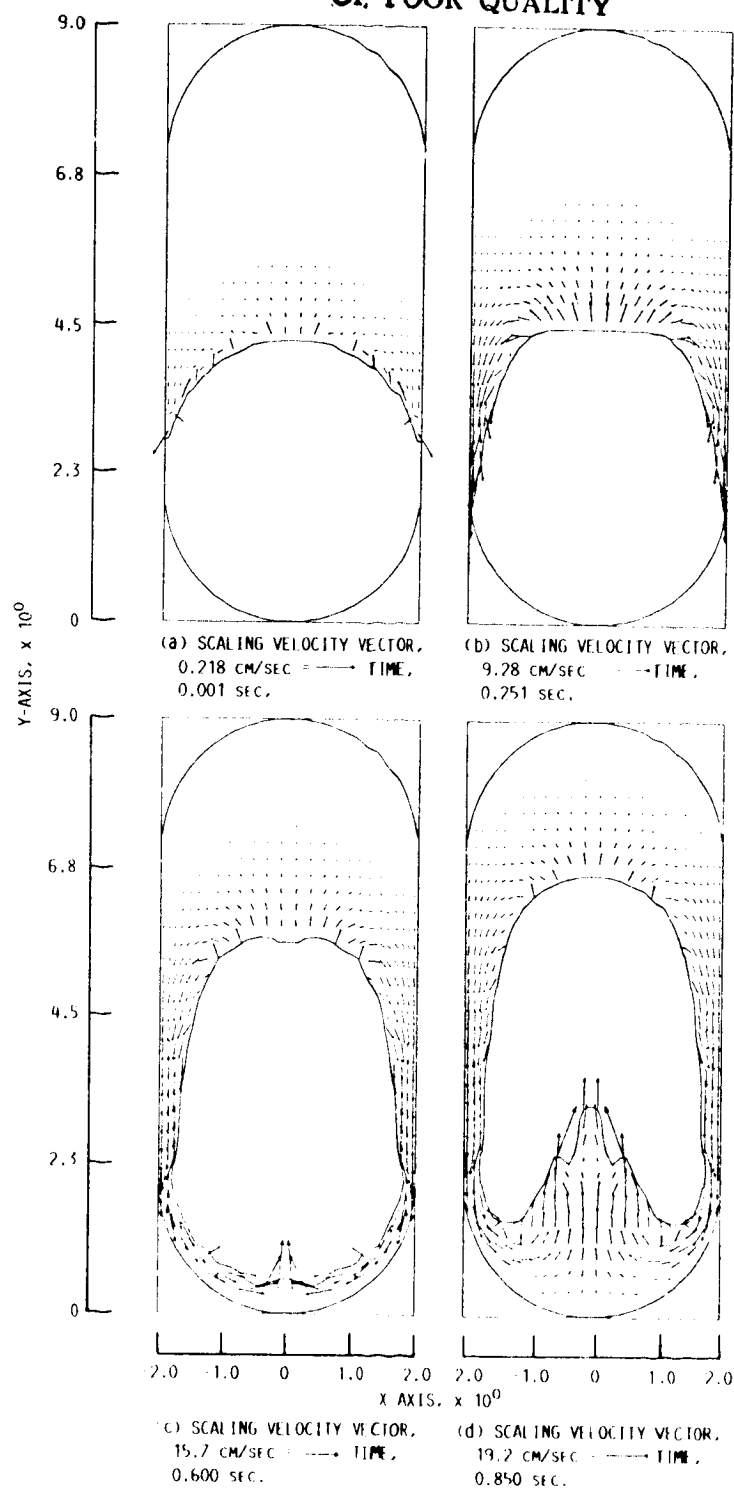 POOR QUALITY
9.0
6.8
4.5
2.3
0
(a) SCALING VELOCITY VECTOR,
0.218 CM/SEC = TIME,
0.001 SEC.
(b) SCALING VELOCITY VECTOR,
9.28 CM/SEC TIME,
0.251 SEC.
Y-AXIS, x 10⁰
9.0
6.8
4.5
2.3
0
2.0 -1.0 0 1.0 2.0
2.0 -1.0 0 1.0 2.0
X AXIS, x 10⁰
(c) SCALING VELOCITY VECTOR,
15.7 CM/SEC TIME,
0.600 SEC.
(d) SCALING VELOCITY VECTOR,
19.2 CM/SEC TIME,
0.850 SEC.